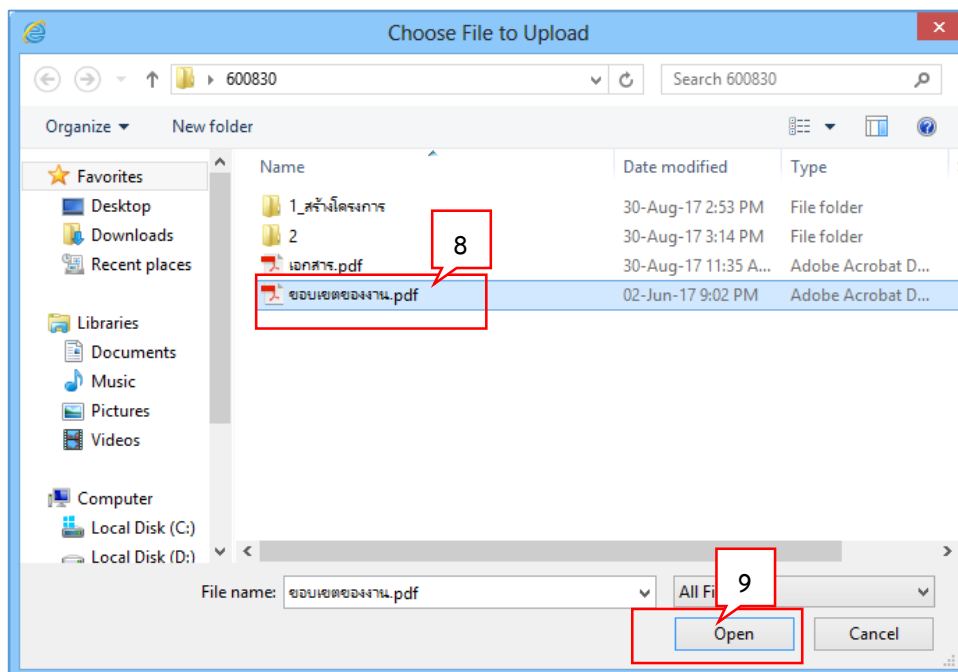 Choose File to Upload
600830
Search 600830
Organize
New folder
Name
Date modified
Type
Favorites
Desktop
Downloads
Recent places
Libraries
Documents
Music
Pictures
Videos
Computer
Local Disk (C:)
Local Disk (D:)
1_สร้างโครงการ 30-Aug-17 2:53 PM File folder
2 30-Aug-17 3:14 PM File folder
เอกสาร.pdf 30-Aug-17 11:35 A... Adobe Acrobat D...
ขอบเขตของงาน.pdf 02-Jun-17 9:02 PM Adobe Acrobat D...
8
File name: ขอบเขตของงาน.pdf
All Fi
9
Open
Cancel